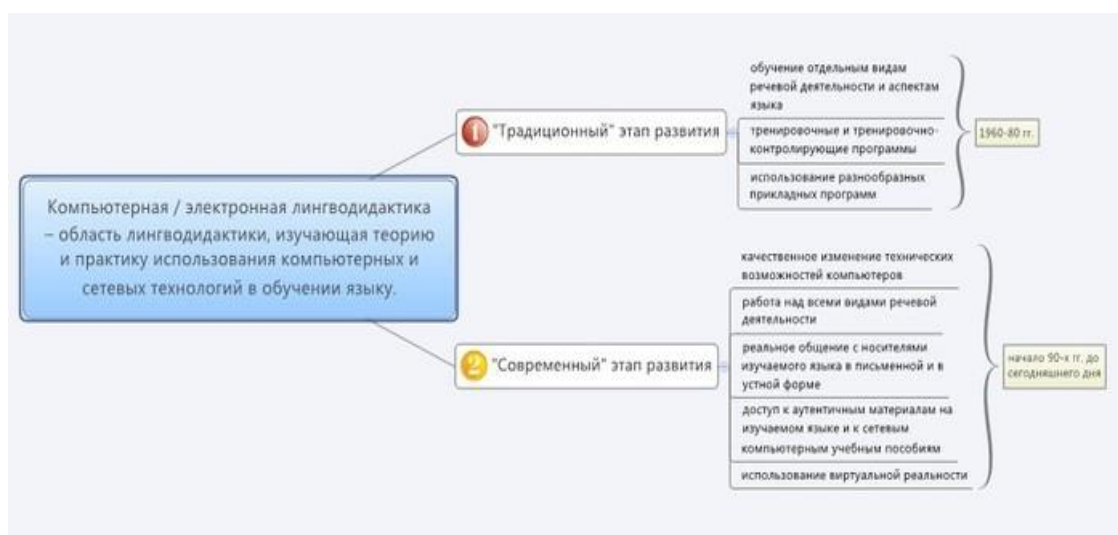 Компьютерная / электронная лингводидактика
– область лингводидактики, изучающая теорию
и практику использования компьютерных и
сетевых технологий в обучении языку.
1 "Традиционный" этап развития
обучение отдельным видам
речевой деятельности и аспектам
языка
тренировочные и тренировочно-
контролирующие программы
использование разнообразных
прикладных программ
1960-80 гг.
2 "Современный" этап развития
качественное изменение технических
возможностей компьютеров
работа над всеми видами речевой
деятельности
реальное общение с носителями
изучаемого языка в письменной и в
устной форме
доступ к аутентичным материалам на
изучаемом языке и к сетевым
компьютерным учебным пособиям
использование виртуальной реальности
начало 90-х гг. до
сегодняшнего дня